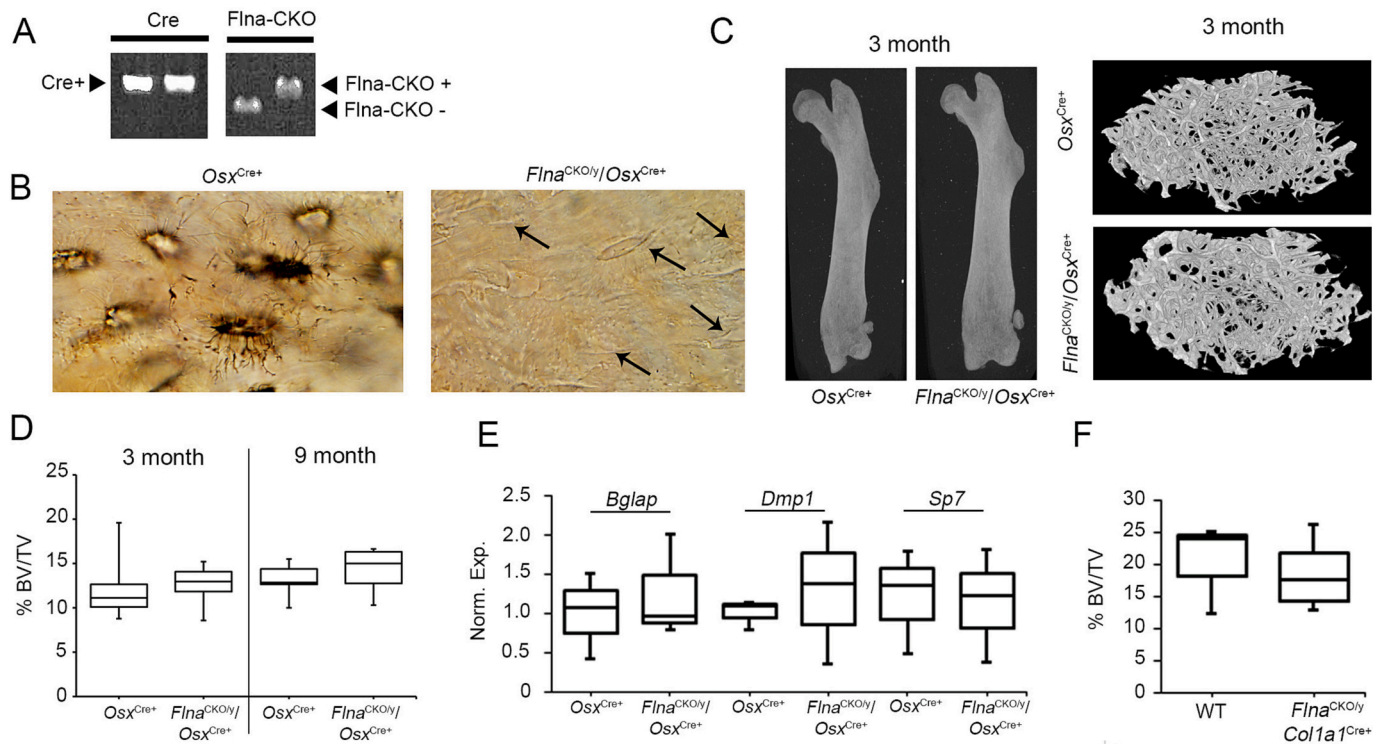 A
Cre
Flna-CKO
Cre+
Flna-CKO +
Flna-CKO -
B
OsxCre+
FlnaCKO/y/OsxCre+
C
3 month
OsxCre+
FlnaCKO/y/OsxCre+
3 month
OsxCre+
FlnaCKO/y/OsxCre+
D
3 month
9 month
% BV/TV
25
20
15
10
5
0
OsxCre+
FlnaCKO/y/
OsxCre+
OsxCre+
FlnaCKO/y/
OsxCre+
E
Bglap
Dmp1
Sp7
Norm. Exp.
2.5
2.0
1.5
1.0
0.5
0
OsxCre+
FlnaCKO/y/
OsxCre+
OsxCre+
FlnaCKO/y/
OsxCre+
OsxCre+
FlnaCKO/y/
OsxCre+
F
% BV/TV
30
25
20
15
10
5
0
WT
FlnaCKO/y
Col1a1Cre+